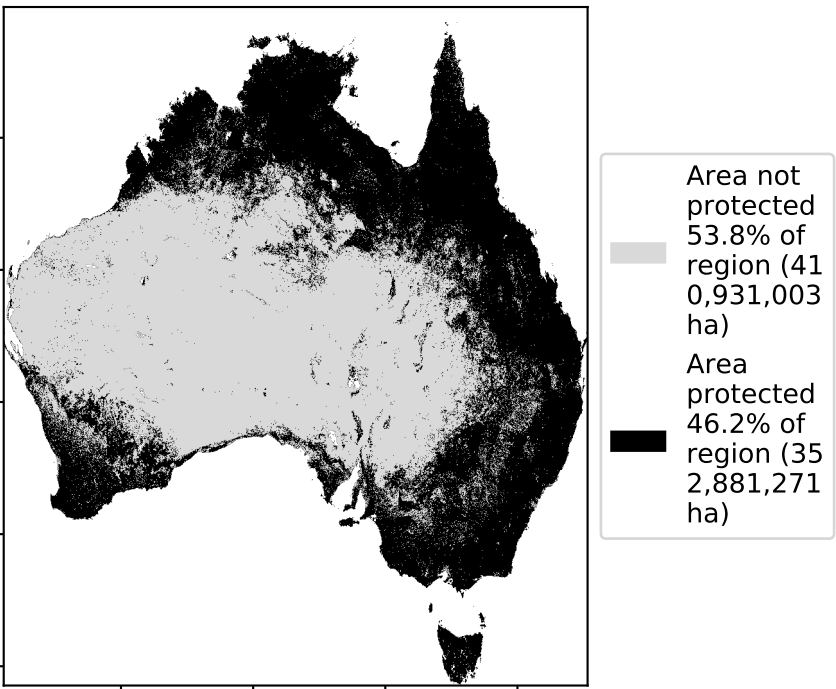 Area not
protected
53.8% of
region (41
0,931,003
ha)
Area
protected
46.2% of
region (35
2,881,271
ha)